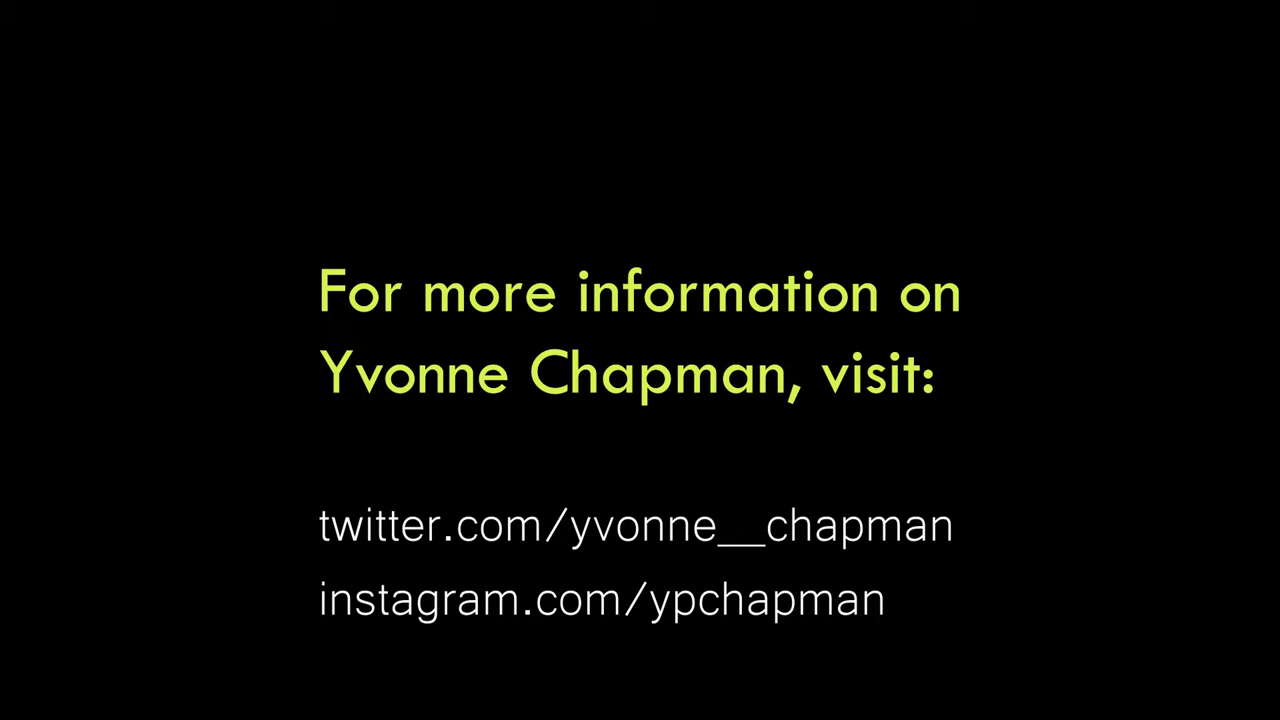 For more information on
Yvonne Chapman, visit:
twitter.com/yvonne__chapman
instagram.com/ypchapman